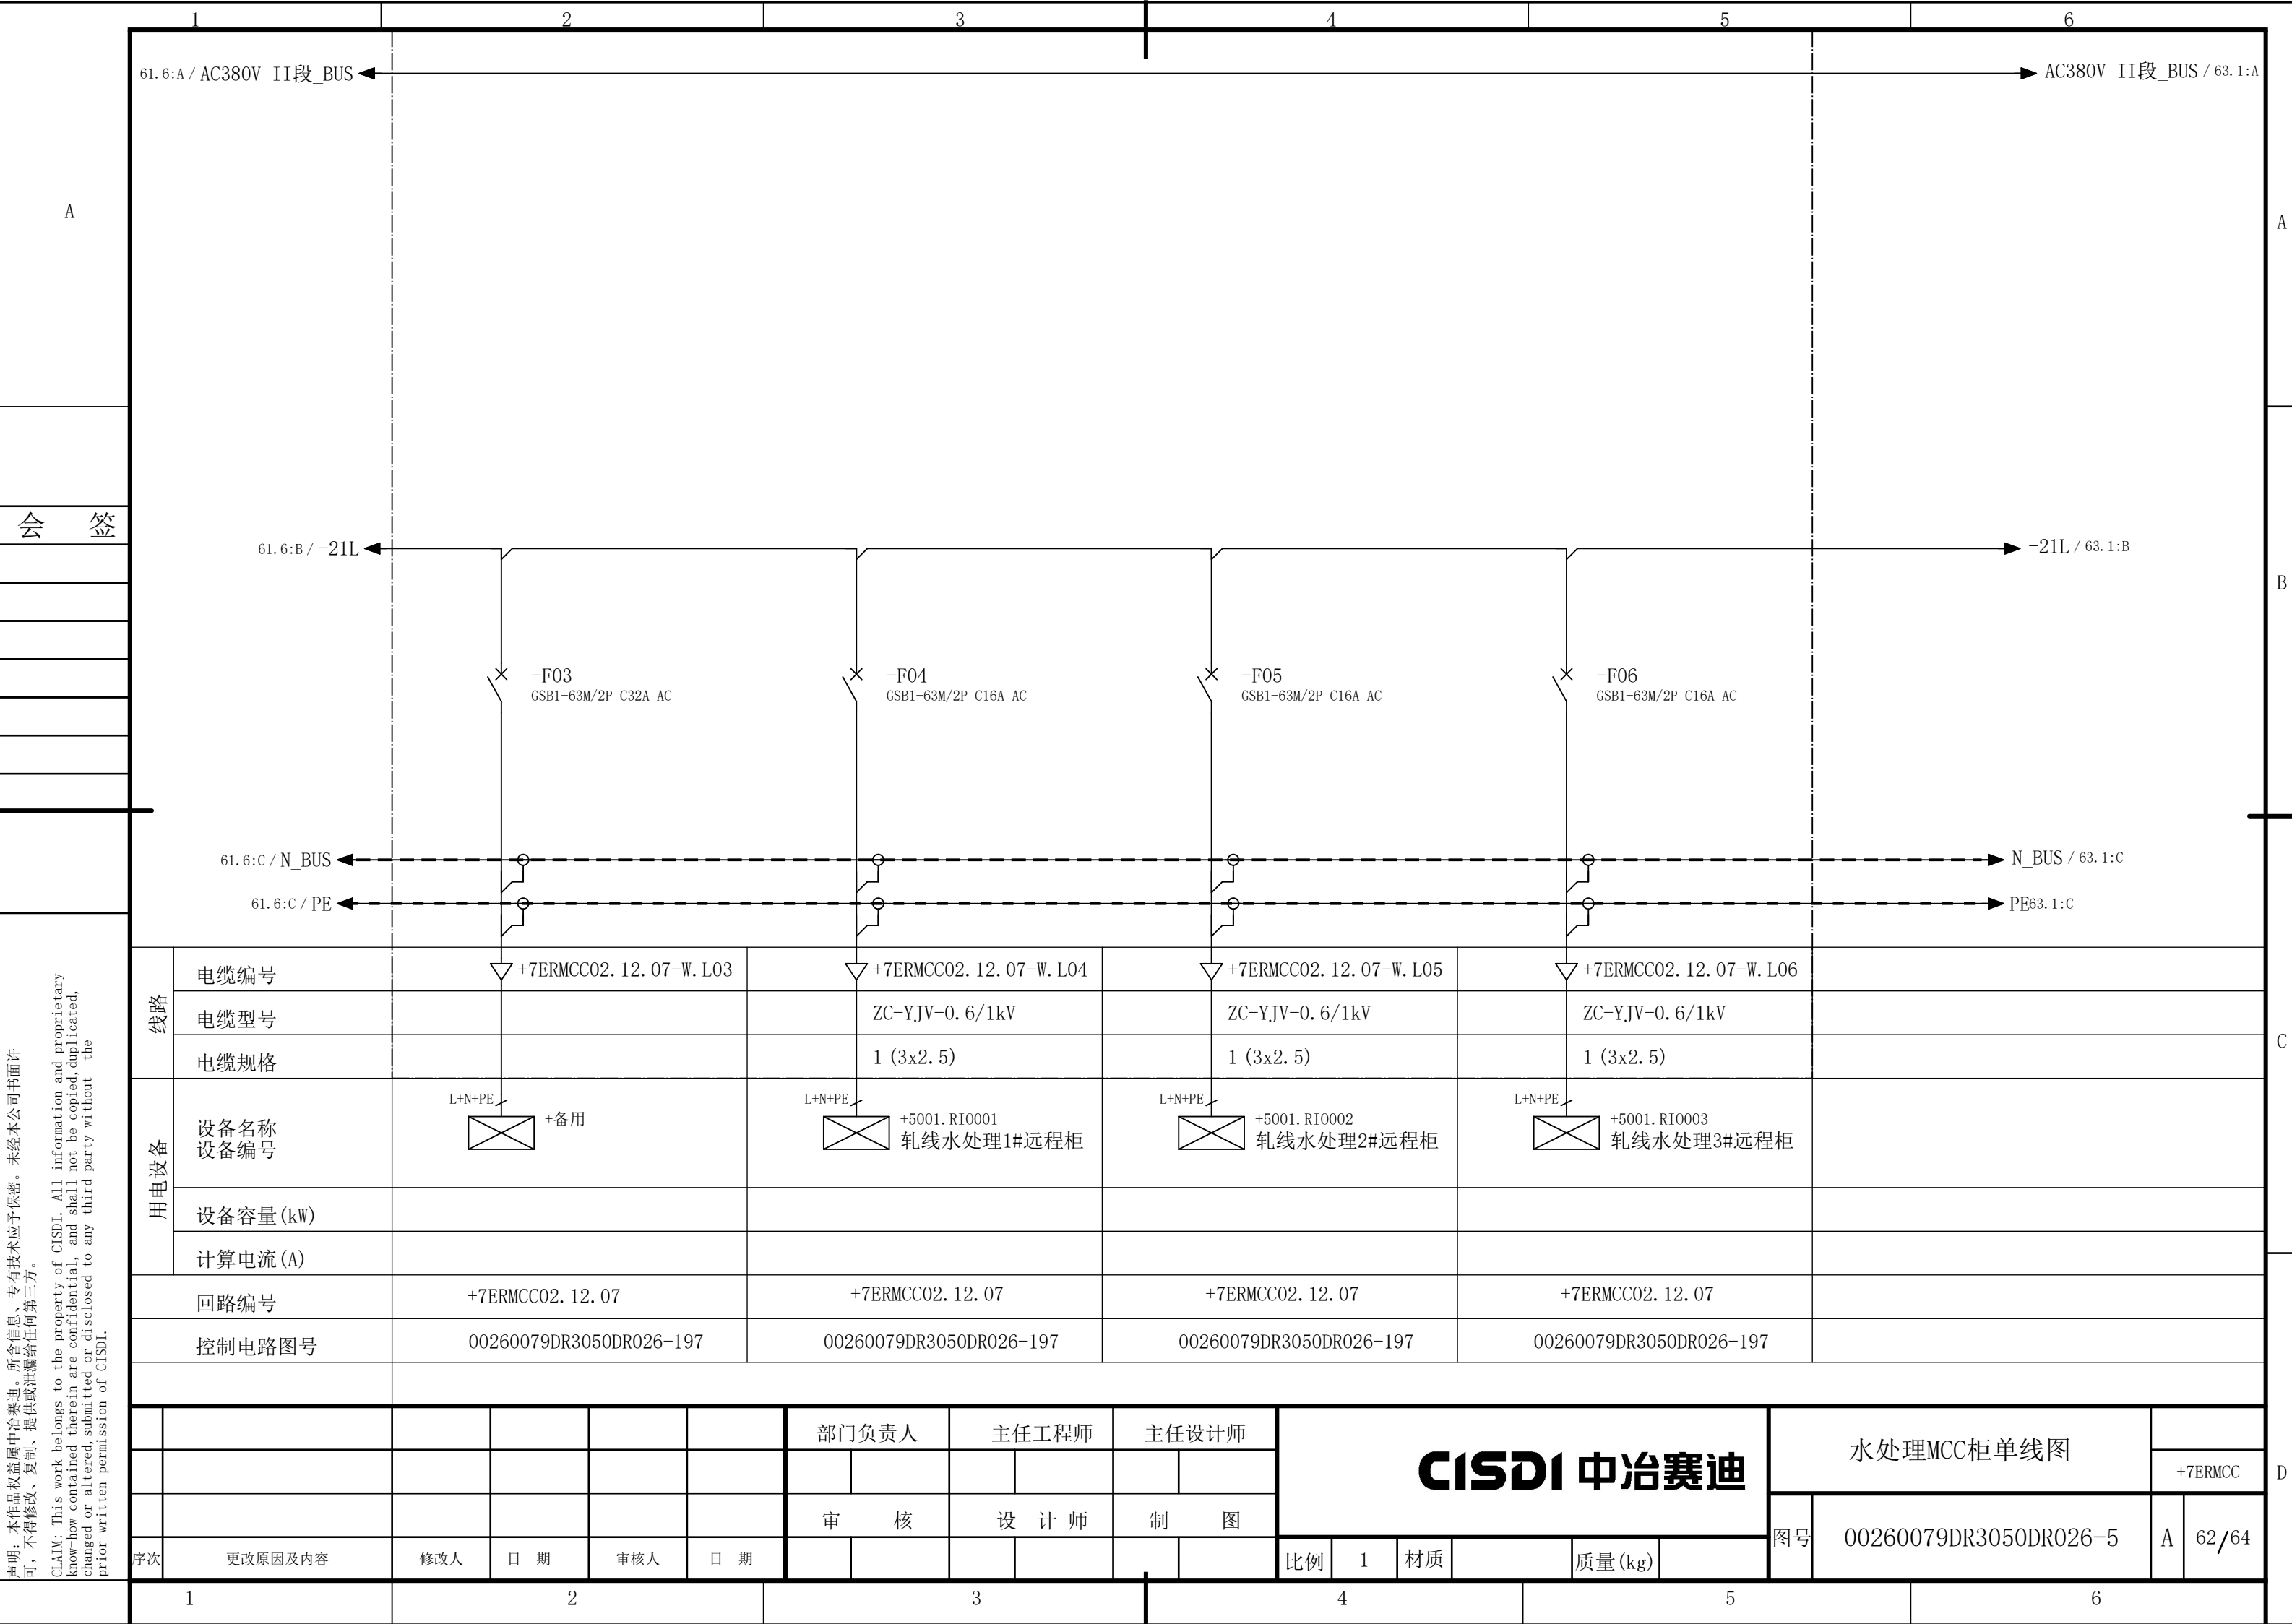 1 2 3 4 5 6
61.6:A / AC380V II段_BUS
AC380V II段_BUS / 63.1:A
A
A
会 签
61.6:B / -21L
-21L / 63.1:B
B
-F03
GSB1-63M/2P C32A AC
-F04
GSB1-63M/2P C16A AC
-F05
GSB1-63M/2P C16A AC
-F06
GSB1-63M/2P C16A AC
61.6:C / N_BUS
N_BUS / 63.1:C
61.6:C / PE
PE63.1:C
线路
电缆编号 +7ERMCC02.12.07-W.L03 +7ERMCC02.12.07-W.L04 +7ERMCC02.12.07-W.L05 +7ERMCC02.12.07-W.L06
电缆型号 ZC-YJV-0.6/1kV ZC-YJV-0.6/1kV ZC-YJV-0.6/1kV
电缆规格 1(3x2.5) 1(3x2.5) 1(3x2.5)
C
用电设备
设备名称
设备编号
L+N+PE
+备用
L+N+PE
+5001.RIO001
轧线水处理1#远程柜
L+N+PE
+5001.RIO002
轧线水处理2#远程柜
L+N+PE
+5001.RIO003
轧线水处理3#远程柜
设备容量(kW)
计算电流(A)
回路编号 +7ERMCC02.12.07 +7ERMCC02.12.07 +7ERMCC02.12.07 +7ERMCC02.12.07
控制电路图号 00260079DR3050DR026-197 00260079DR3050DR026-197 00260079DR3050DR026-197 00260079DR3050DR026-197
声明: 本作品权益属中冶赛迪。所含信息、专有技术应予保密。未经本公司书面许
可, 不得修改、复制、提供或泄漏给任何第三方。
CLAIM: This work belongs to the property of CISDI. All information and proprietary
know-how contained therein are confidential, and shall not be copied,duplicated,
changed or altered,submitted or disclosed to any third party without the
prior written permission of CISDI.
部门负责人 主任工程师 主任设计师
审 核 设 计 师 制 图
序次 更改原因及内容 修改人 日 期 审核人 日 期
CISDI 中冶赛迪
比例 1 材质 质量(kg)
水处理MCC柜单线图
+7ERMCC
D
图号 00260079DR3050DR026-5 A 62/64
1 2 3 4 5 6